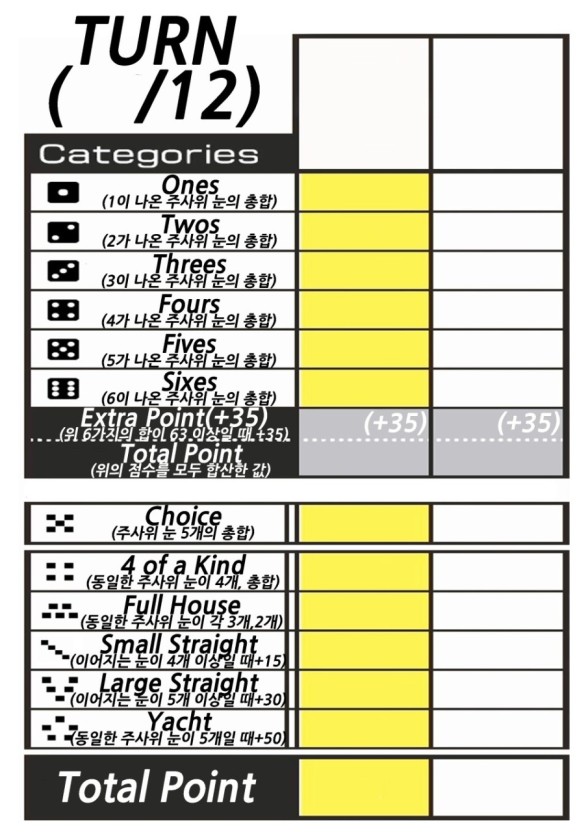 TURN
( /12)
Categories
Ones
(1이 나온 주사위 눈의 총합)
Twos
(2가 나온 주사위 눈의 총합)
Threes
(3이 나온 주사위 눈의 총합)
Fours
(4가 나온 주사위 눈의 총합)
Fives
(5가 나온 주사위 눈의 총합)
Sixes
(6이 나온 주사위 눈의 총합)
Extra Point(+35) (+35) (+35)
(위 6가지의 합이 63 이상일 때 +35)
Total Point
(위의 점수를 모두 합산한 값)
Choice
(주사위 눈 5개의 총합)
4 of a Kind
(동일한 주사위 눈이 4개, 총합)
Full House
(동일한 주사위 눈이 각 3개,2개)
Small Straight
(이어지는 눈이 4개 이상일 때+15)
Large Straight
(이어지는 눈이 5개 이상일 때+30)
Yacht
(동일한 주사위 눈이 5개일 때+50)
Total Point